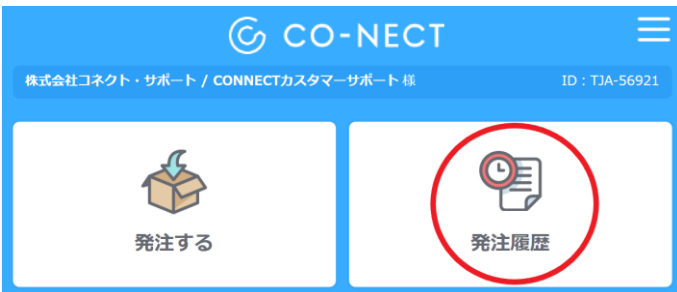 CO-NECT
株式会社コネクト・サポート / CONNECTカスタマーサポート 様
ID : TJA-56921
発注する
発注履歴